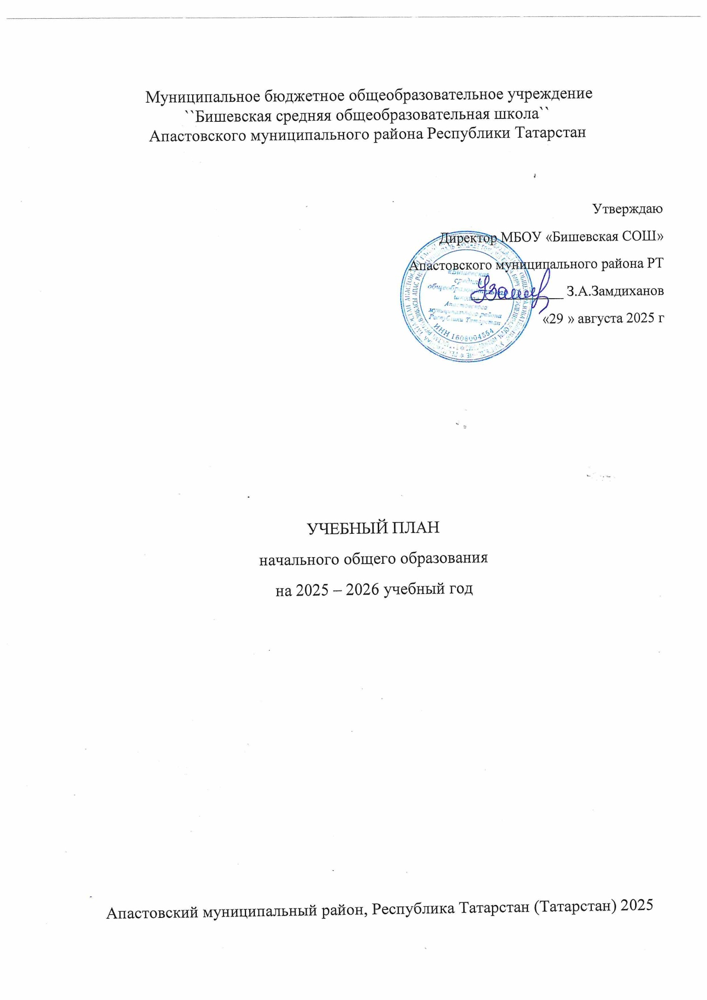 Муниципальное бюджетное общеобразовательное учреждение
``Бишевская средняя общеобразовательная школа``
Апастовского муниципального района Республики Татарстан
Утверждаю
Директор МБОУ «Бишевская СОШ»
Апастовского муниципального района РТ
З.А.Замдиханов
«29 » августа 2025 г
«Бишевская
средняя
общеобразовательная
школа»
Апастовского
муниципального района
Республики Татарстан
ИНН 1608004554
УЧЕБНЫЙ ПЛАН
начального общего образования
на 2025 – 2026 учебный год
Апастовский муниципальный район, Республика Татарстан (Татарстан) 2025